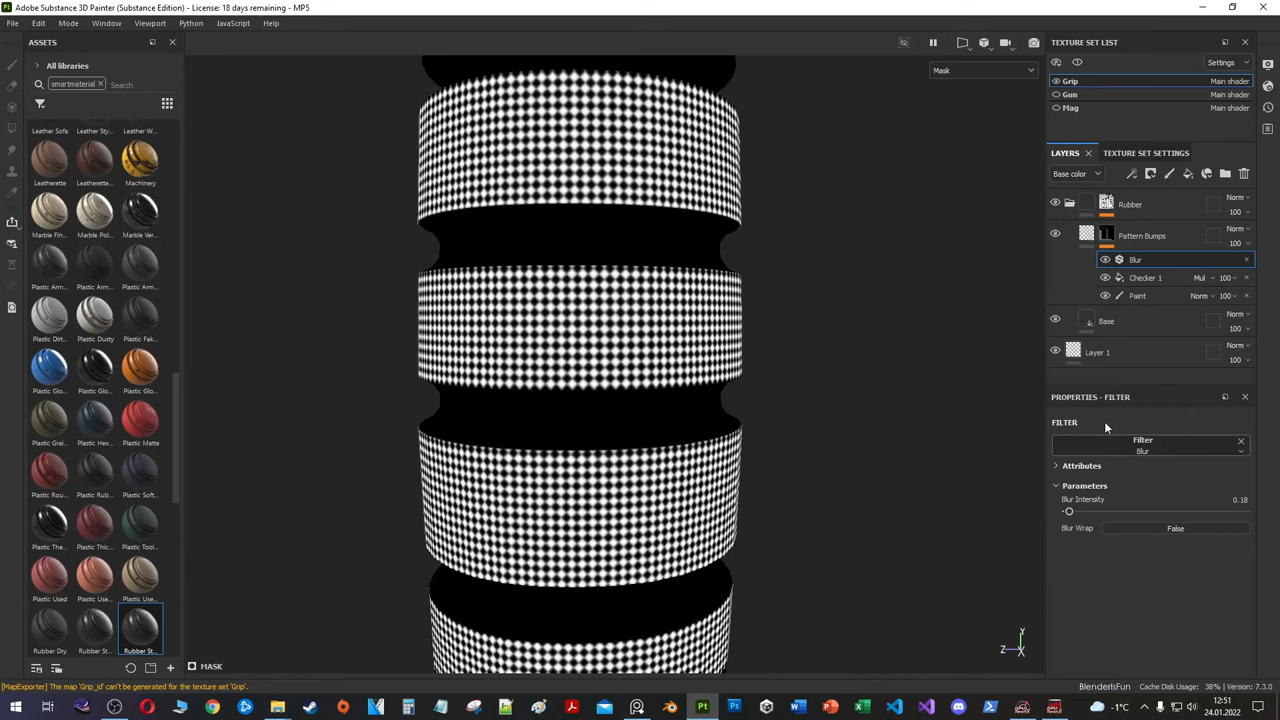 Adobe Substance 3D Painter (Substance Edition) - License: 18 days remaining - MP5
File Edit Mode Window Viewport Python JavaScript Help
ASSETS
All libraries
smartmaterial Search
Leather Sofa Leather Sty... Leather W...
Leatherette Leatherette... Machinery
Marble Fin... Marble Pol... Marble Ver...
Plastic Arm... Plastic Arm... Plastic Arm...
Plastic Dirt... Plastic Dusty Plastic Fak...
Plastic Glo... Plastic Glo... Plastic Glo...
Plastic Grai... Plastic Hex... Plastic Matte
Plastic Rou... Plastic Rub... Plastic Soft...
Plastic The... Plastic Thic... Plastic Tool...
Plastic Used Plastic Use... Plastic Use...
Rubber Dry Rubber St... Rubber St...
Mask
MASK
Y
Z X
TEXTURE SET LIST
Settings
Grip Main shader
Gun Main shader
Mag Main shader
LAYERS TEXTURE SET SETTINGS
Base color
Rubber Norm
100
Pattern Bumps Norm
100
Blur
Checker 1 Mul 100
Paint Norm 100
Base Norm
100
Layer 1 Norm
100
PROPERTIES - FILTER
FILTER
Filter
Blur
Attributes
Parameters
Blur Intensity 0.18
Blur Wrap False
[MapExporter] The map 'Grip_id' can't be generated for the texture set 'Grip'.
BlenderIsFun Cache Disk Usage: 38% | Version: 7.3.0
-1°C
12:51
24.01.2022